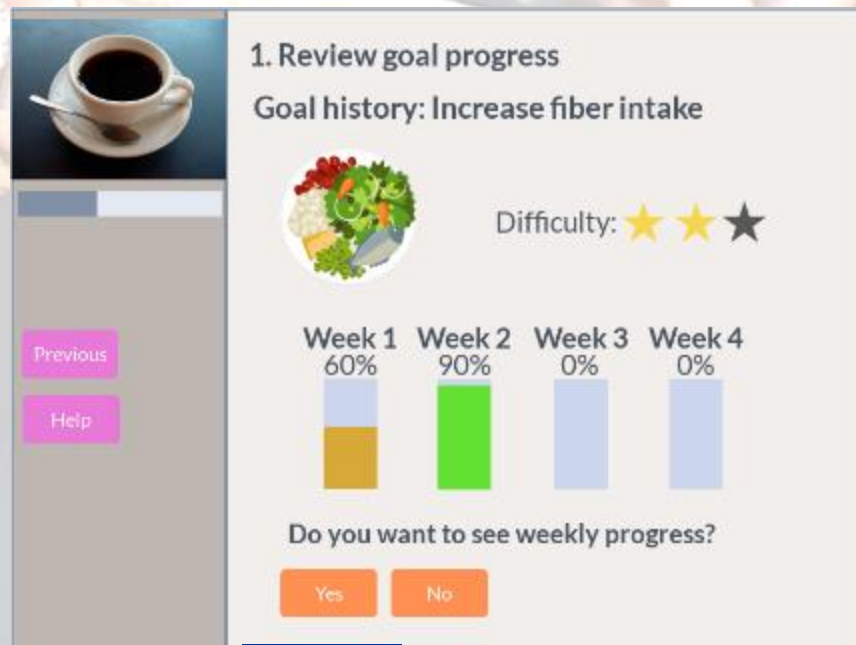 1. Review goal progress
Goal history: Increase fiber intake
Difficulty:
Previous
Help
Week 1 Week 2 Week 3 Week 4
60% 90% 0% 0%
Do you want to see weekly progress?
Yes No